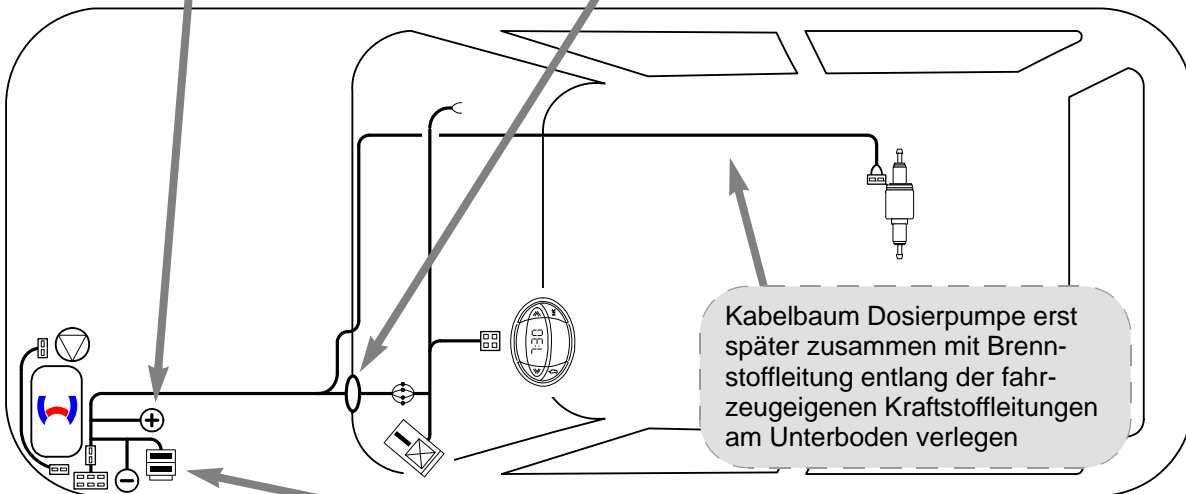 Kabelbaum Dosierpumpe erst
später zusammen mit Brenn-
stoffleitung entlang der fahr-
zeugeigenen Kraftstoffleitungen
am Unterboden verlegen